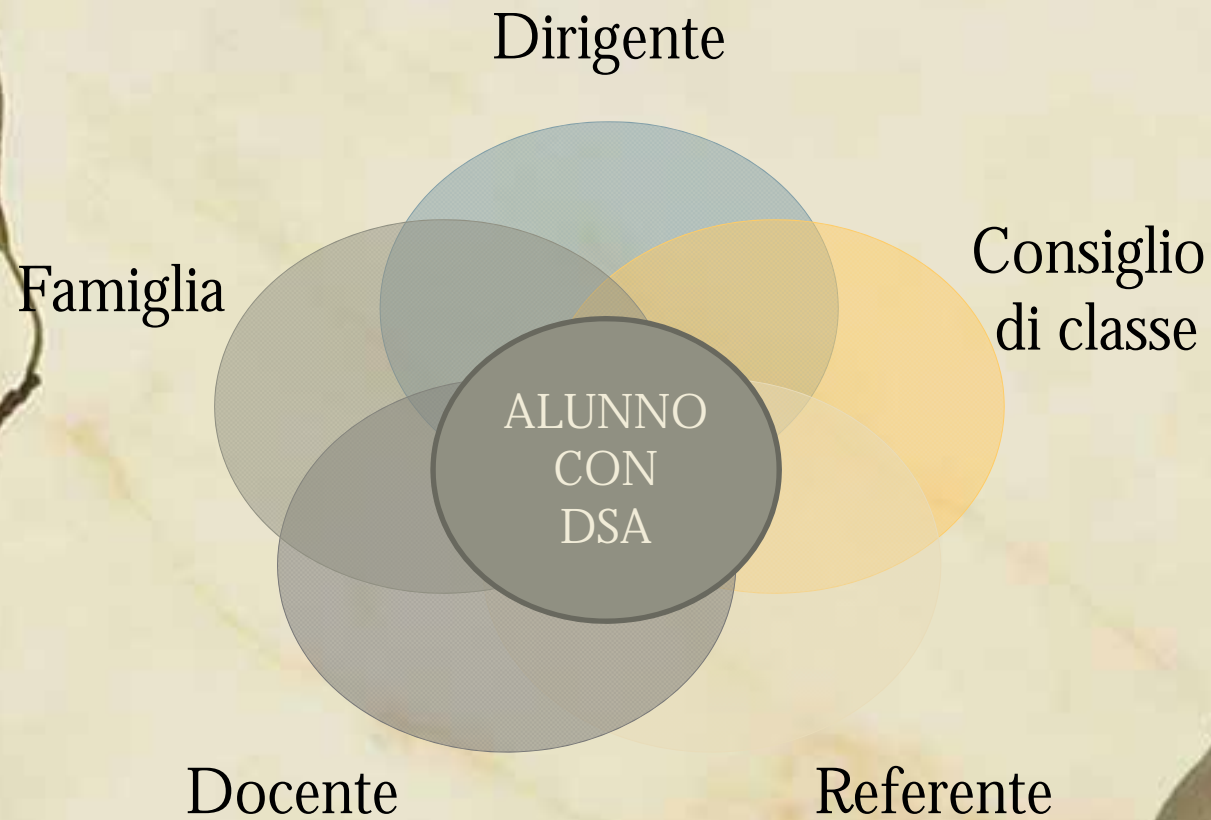 Dirigente
Famiglia
Consiglio
di classe
ALUNNO
CON
DSA
Docente
Referente